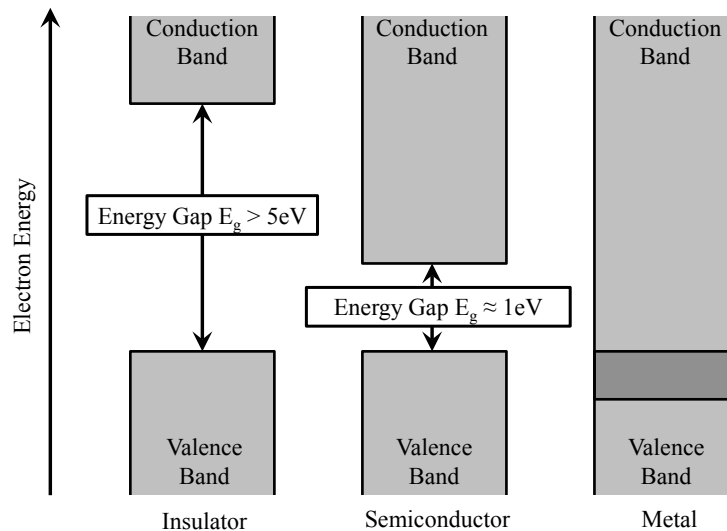 Electron Energy
Conduction
Band
Energy Gap E_g > 5eV
Valence
Band
Insulator
Conduction
Band
Energy Gap E_g ≈ 1eV
Valence
Band
Semiconductor
Conduction
Band
Valence
Band
Metal